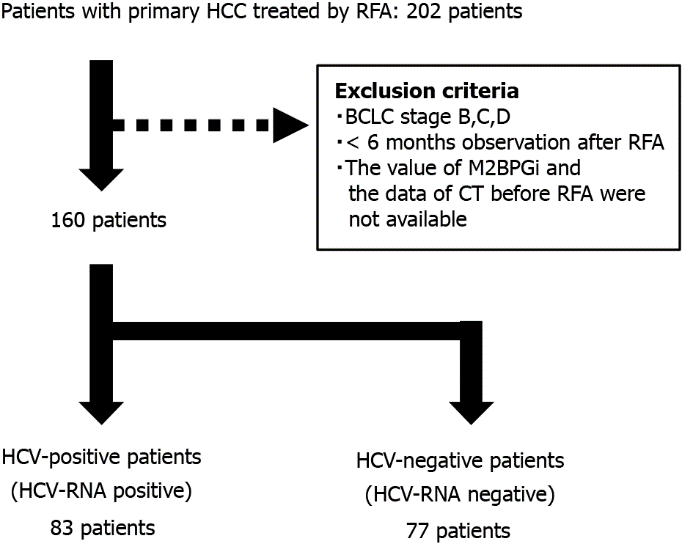 Patients with primary HCC treated by RFA: 202 patients
Exclusion criteria
・BCLC stage B,C,D
・< 6 months observation after RFA
・The value of M2BPGi and
the data of CT before RFA were
not available
160 patients
HCV-positive patients
(HCV-RNA positive)
83 patients
HCV-negative patients
(HCV-RNA negative)
77 patients